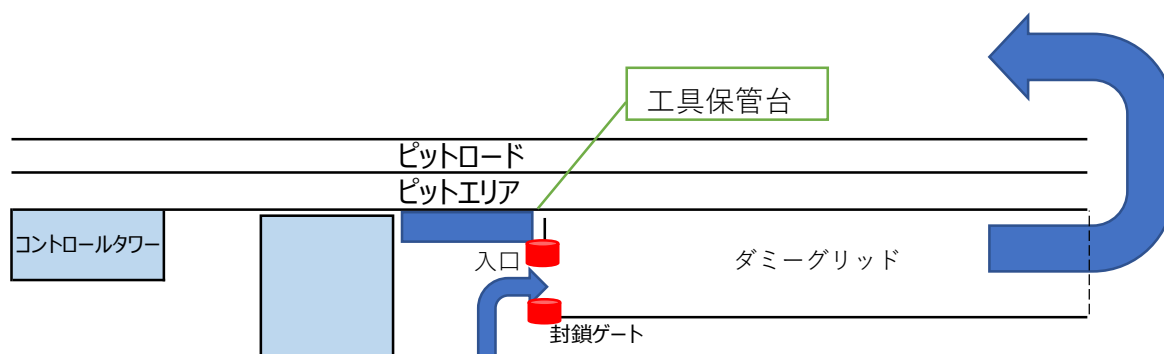 工具保管台
ピットロード
ピットエリア
コントロールタワー
入口
ダミーグリッド
封鎖ゲート